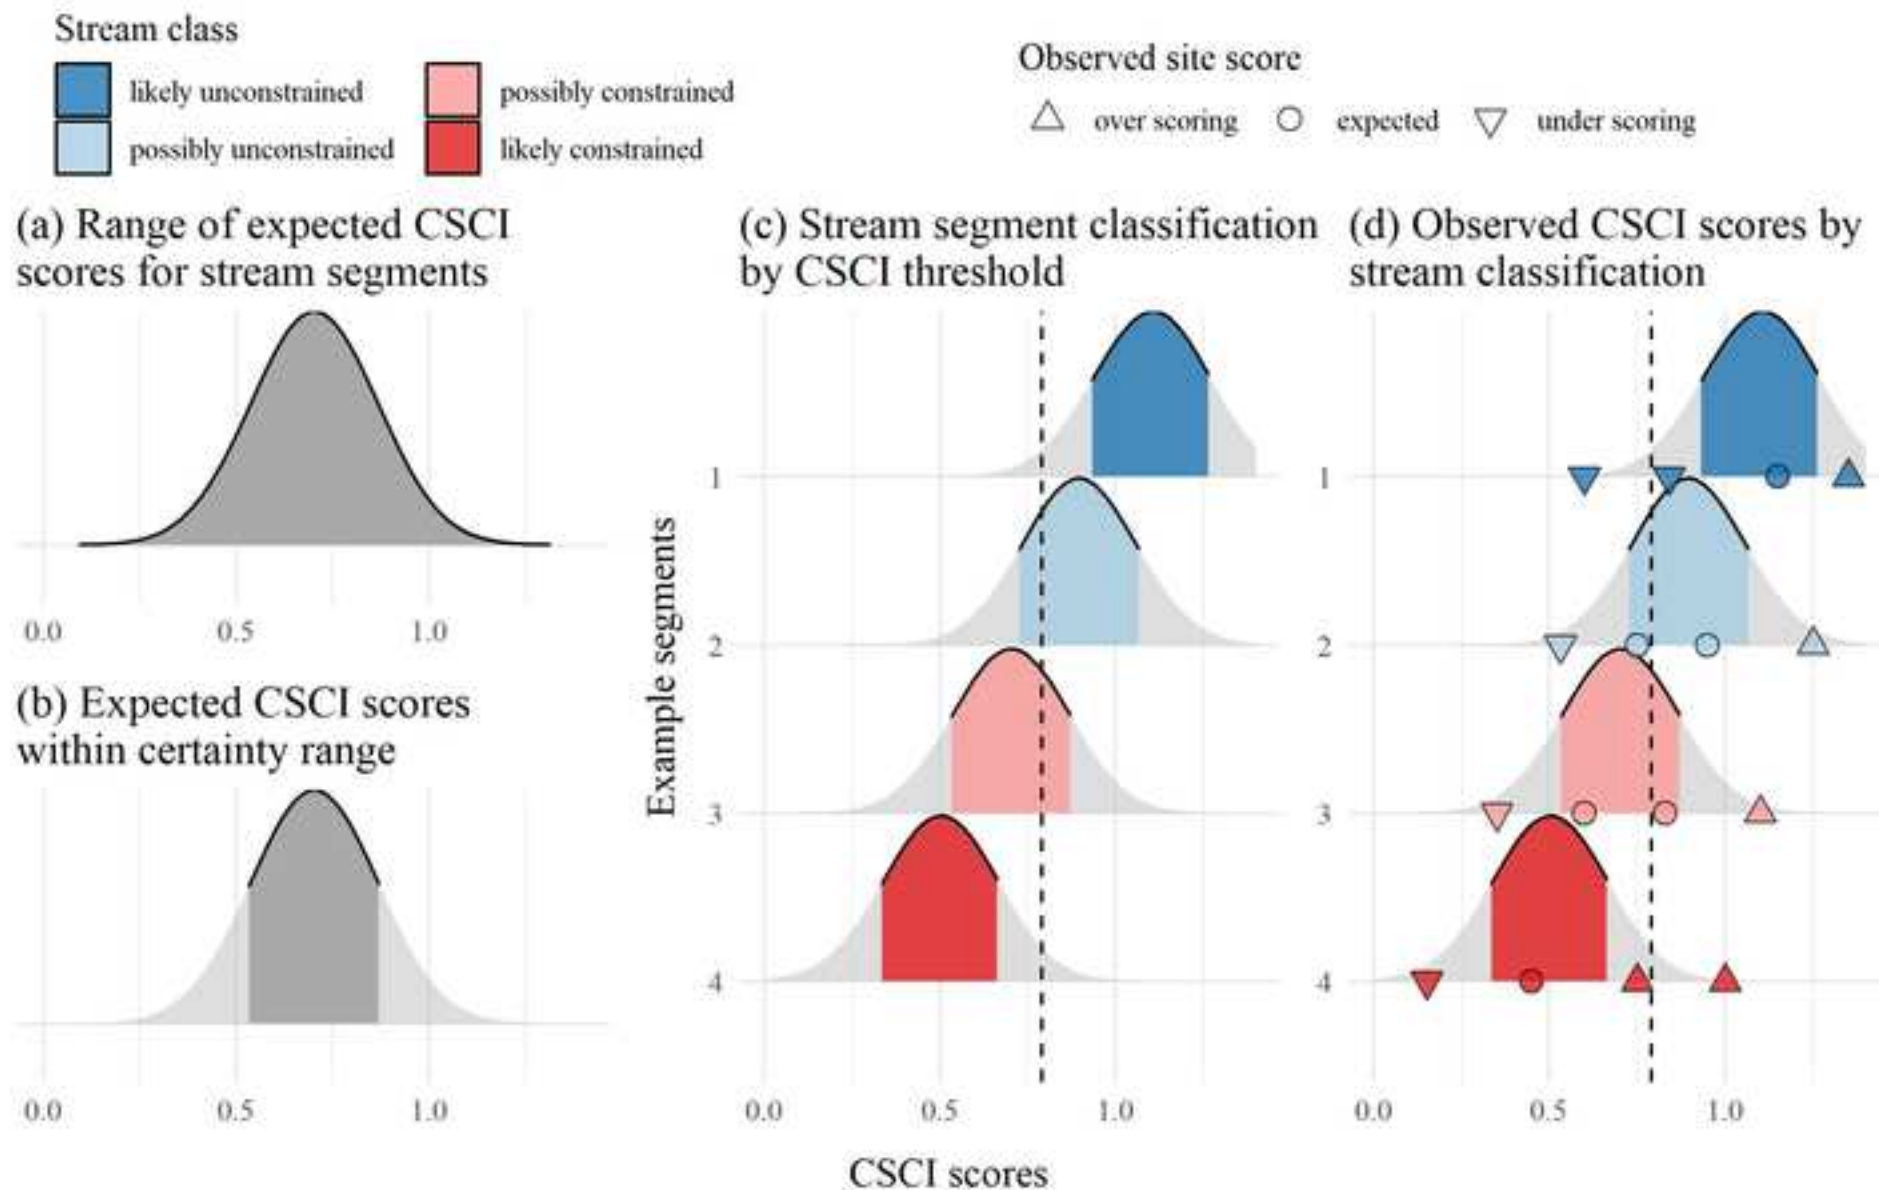 Stream class
likely unconstrained
possibly constrained
possibly unconstrained
likely constrained
Observed site score
over scoring
expected
under scoring
(a) Range of expected CSCI
scores for stream segments
0.0 0.5 1.0
(b) Expected CSCI scores
within certainty range
0.0 0.5 1.0
(c) Stream segment classification
by CSCI threshold
Example segments
1
2
3
4
0.0 0.5 1.0
(d) Observed CSCI scores by
stream classification
1
2
3
4
0.0 0.5 1.0
CSCI scores